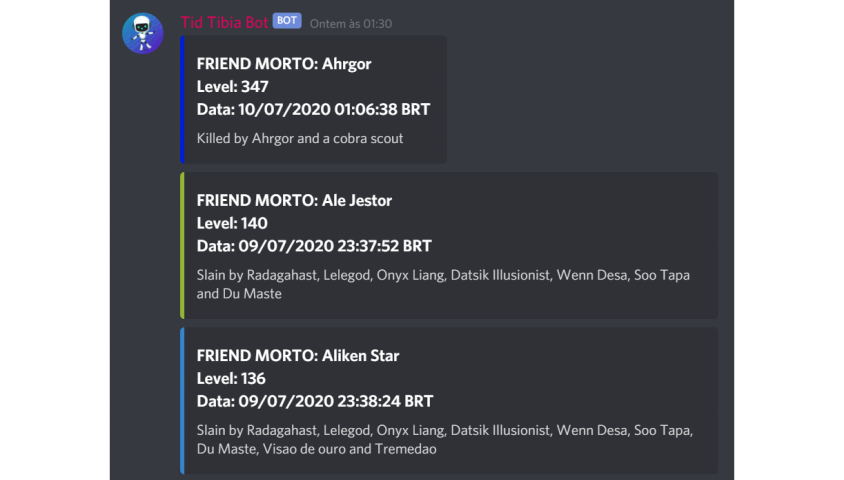 Tid Tibia Bot BOT Ontem às 01:30
FRIEND MORTO: Ahrgor
Level: 347
Data: 10/07/2020 01:06:38 BRT
Killed by Ahrgor and a cobra scout
FRIEND MORTO: Ale Jestor
Level: 140
Data: 09/07/2020 23:37:52 BRT
Slain by Radagahast, Lelegod, Onyx Liang, Datsik Illusionist, Wenn Desa, Soo Tapa
and Du Maste
FRIEND MORTO: Aliken Star
Level: 136
Data: 09/07/2020 23:38:24 BRT
Slain by Radagahast, Lelegod, Onyx Liang, Datsik Illusionist, Wenn Desa, Soo Tapa,
Du Maste, Visao de ouro and Tremedao